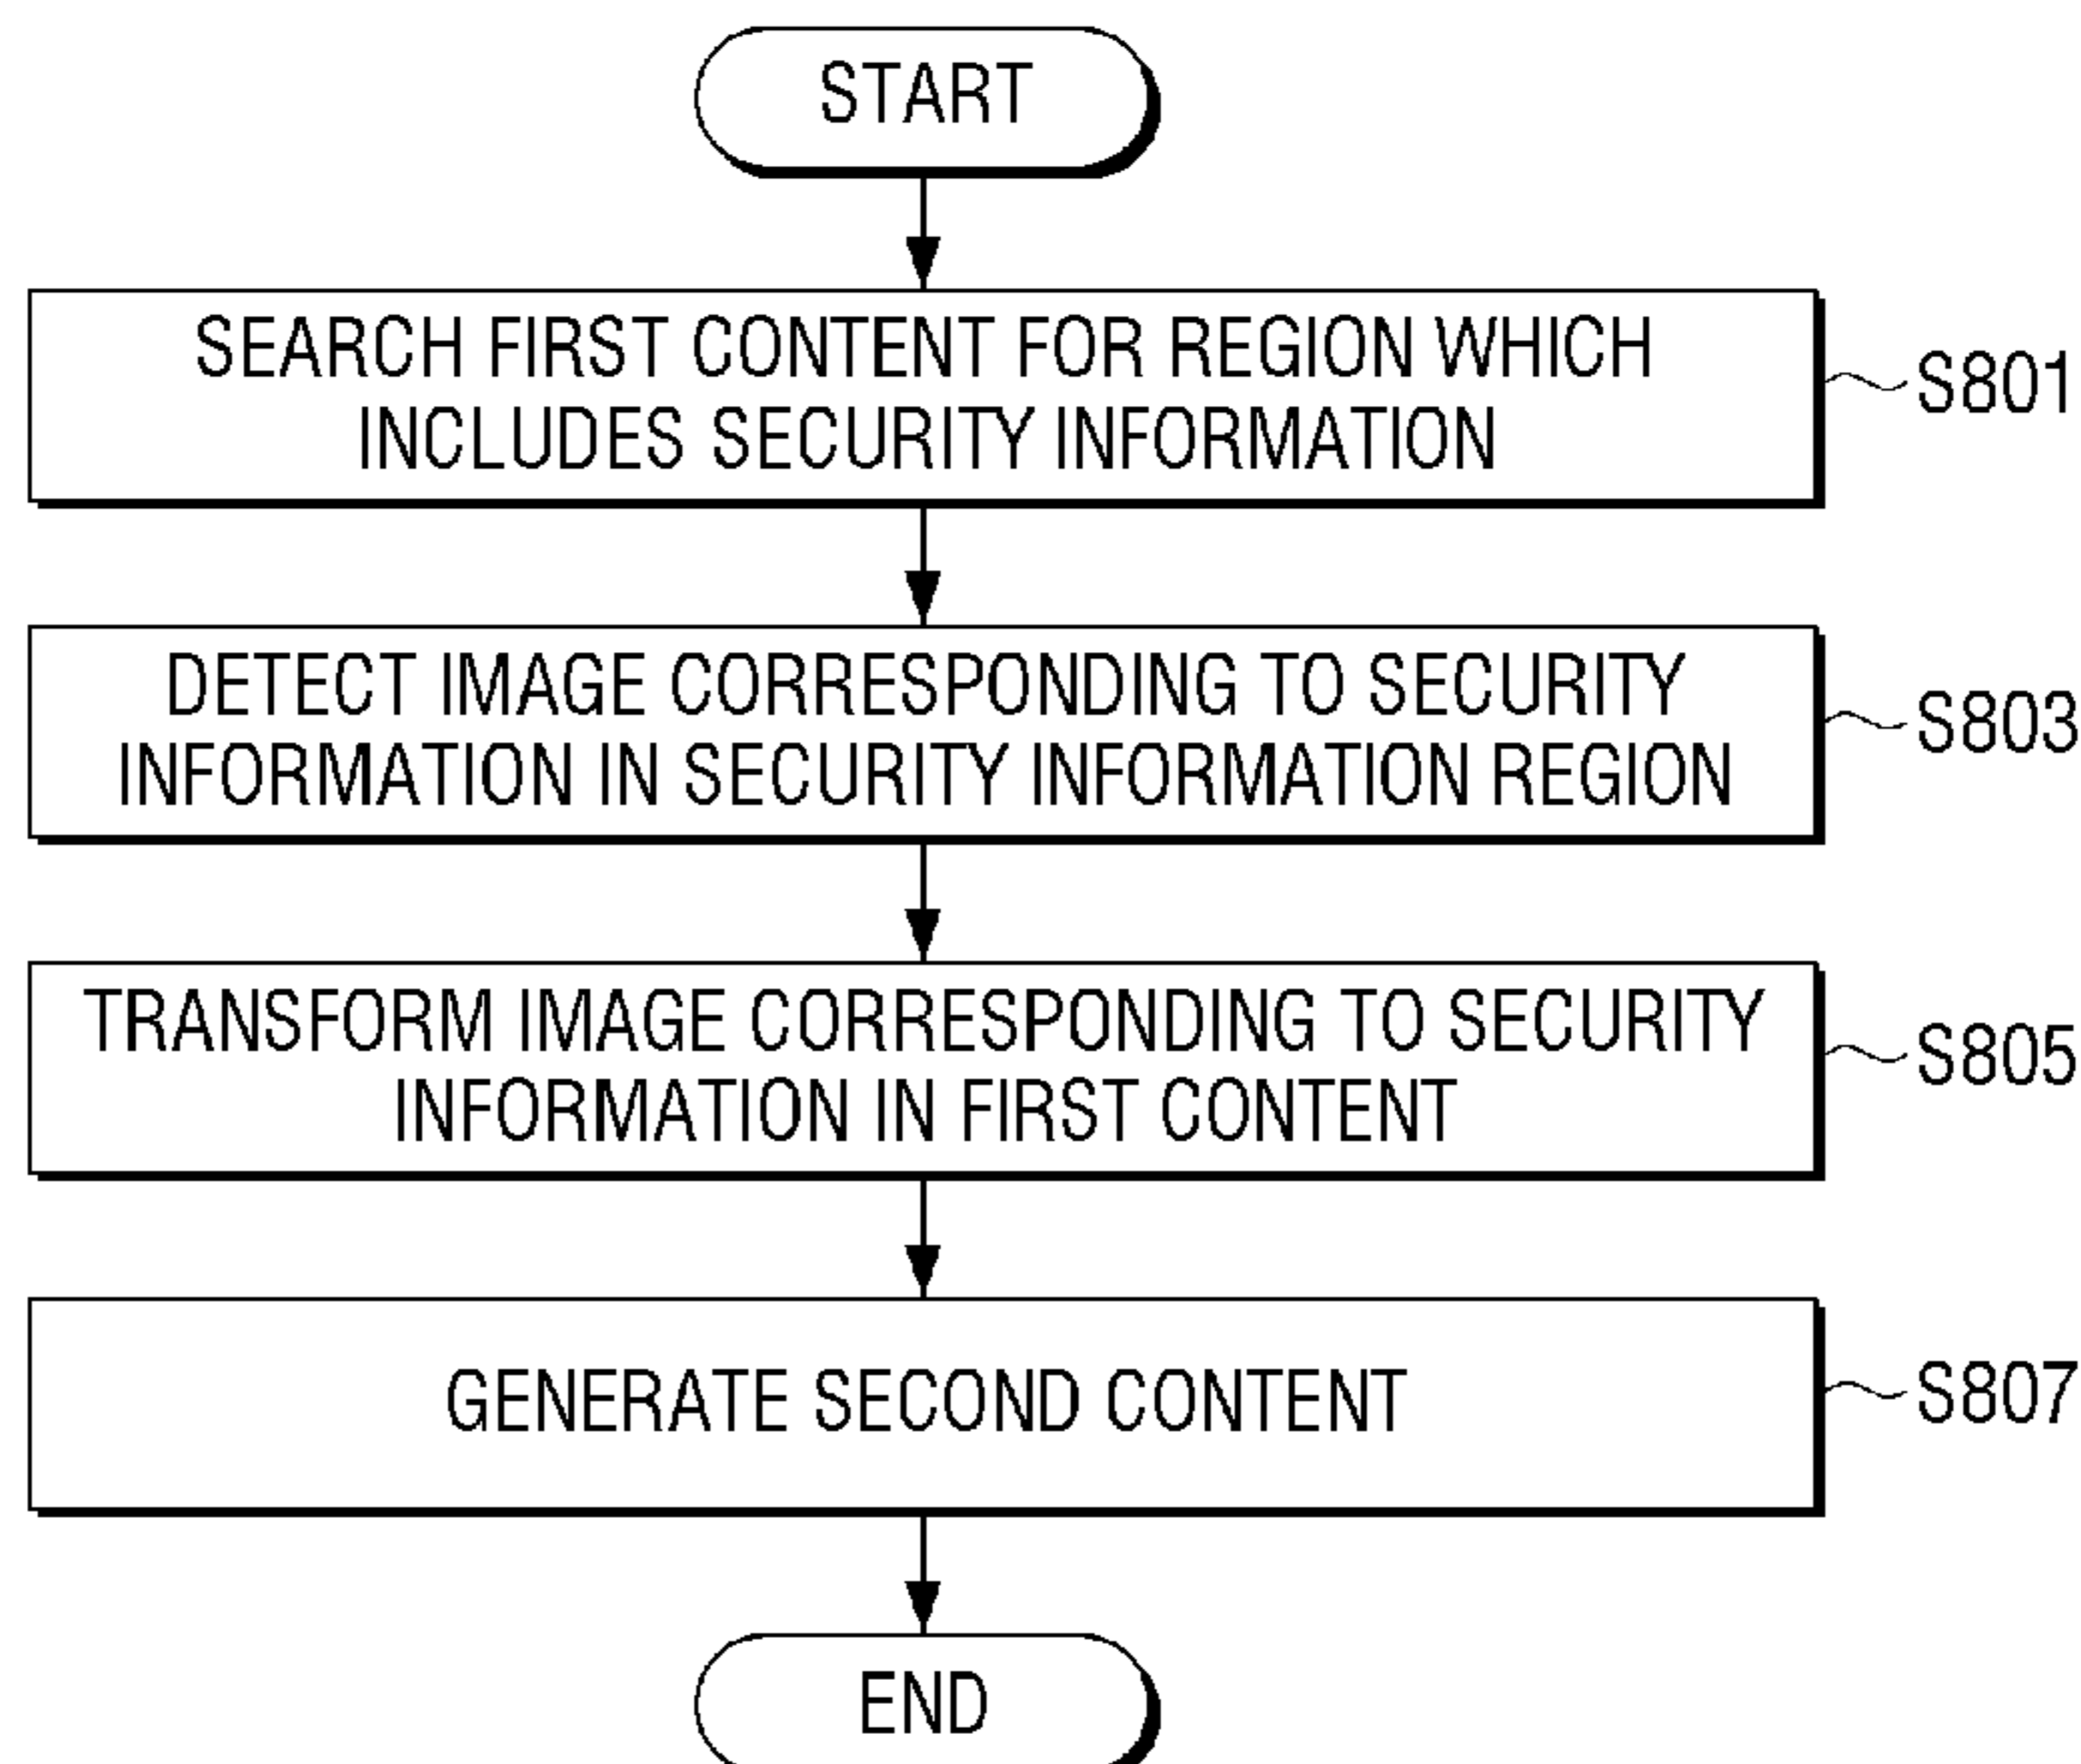 START
SEARCH FIRST CONTENT FOR REGION WHICH
INCLUDES SECURITY INFORMATION
S801
DETECT IMAGE CORRESPONDING TO SECURITY
INFORMATION IN SECURITY INFORMATION REGION
S803
TRANSFORM IMAGE CORRESPONDING TO SECURITY
INFORMATION IN FIRST CONTENT
S805
GENERATE SECOND CONTENT
S807
END